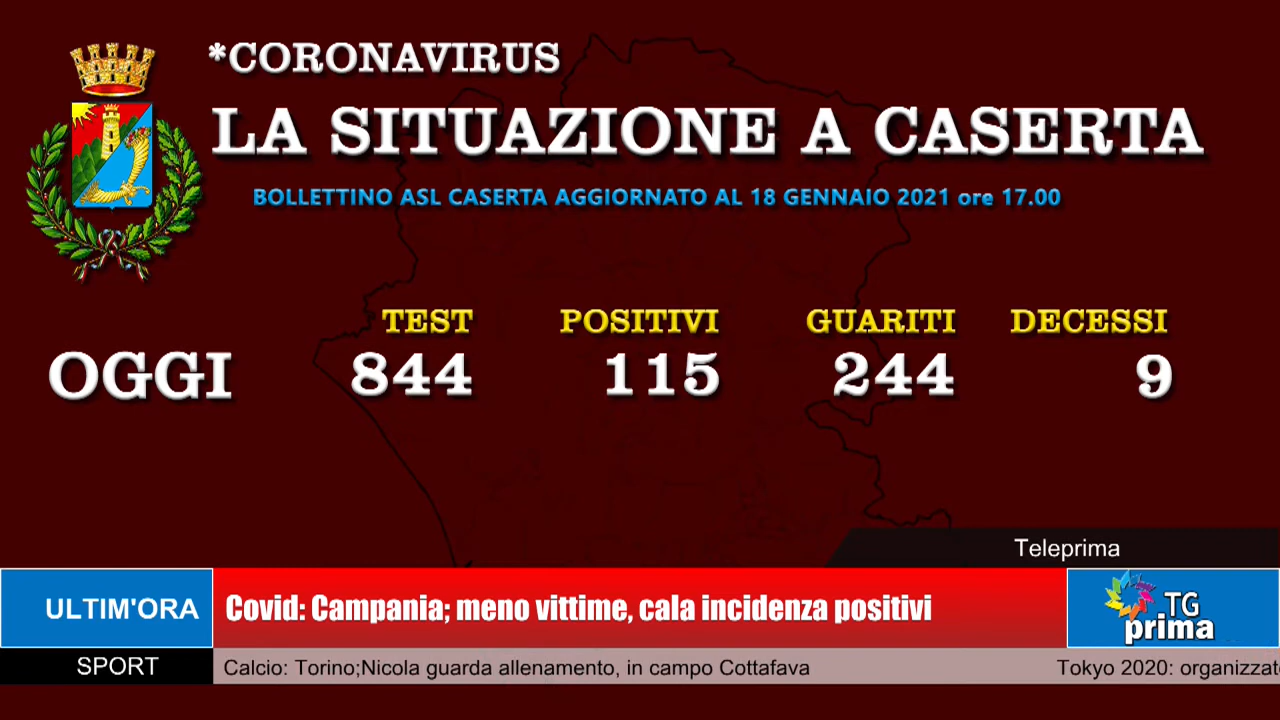 *CORONAVIRUS
LA SITUAZIONE A CASERTA
BOLLETTINO ASL CASERTA AGGIORNATO AL 18 GENNAIO 2021 ore 17.00
TEST POSITIVI GUARITI DECESSI
OGGI 844 115 244 9
Teleprima
ULTIM'ORA Covid: Campania; meno vittime, cala incidenza positivi
TG
prima
SPORT Calcio: Torino;Nicola guarda allenamento, in campo Cottafava Tokyo 2020: organizzat